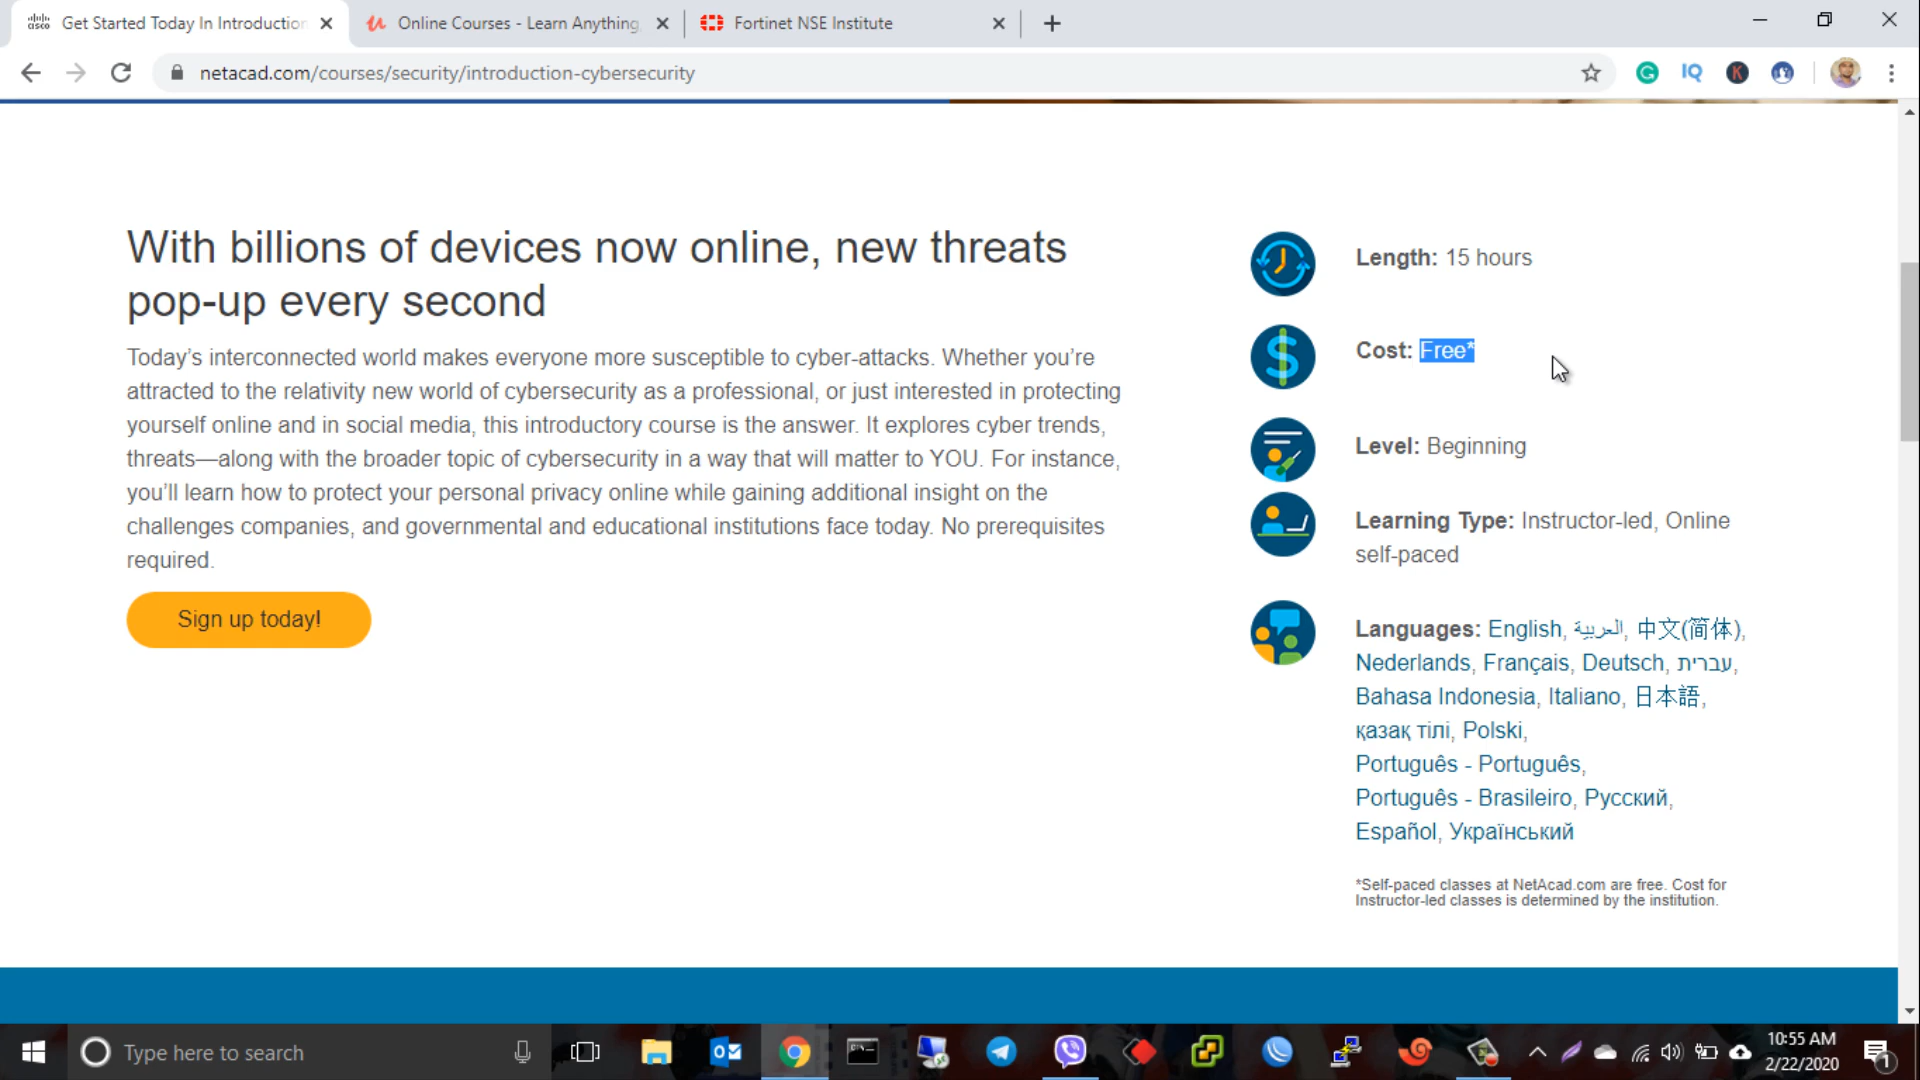 Get Started Today In Introduction
Online Courses - Learn Anything,
Fortinet NSE Institute
netacad.com/courses/security/introduction-cybersecurity
With billions of devices now online, new threats
pop-up every second
Today’s interconnected world makes everyone more susceptible to cyber-attacks. Whether you’re
attracted to the relativity new world of cybersecurity as a professional, or just interested in protecting
yourself online and in social media, this introductory course is the answer. It explores cyber trends,
threats—along with the broader topic of cybersecurity in a way that will matter to YOU. For instance,
you’ll learn how to protect your personal privacy online while gaining additional insight on the
challenges companies, and governmental and educational institutions face today. No prerequisites
required.
Sign up today!
Length: 15 hours
Cost: Free*
Level: Beginning
Learning Type: Instructor-led, Online
self-paced
Languages: English, العربية, 中文(简体),
Nederlands, Français, Deutsch, עברית,
Bahasa Indonesia, Italiano, 日本語,
қазақ тілі, Polski,
Português - Português,
Português - Brasileiro, Русский,
Español, Український
*Self-paced classes at NetAcad.com are free. Cost for
Instructor-led classes is determined by the institution.
Type here to search
10:55 AM
2/22/2020
1